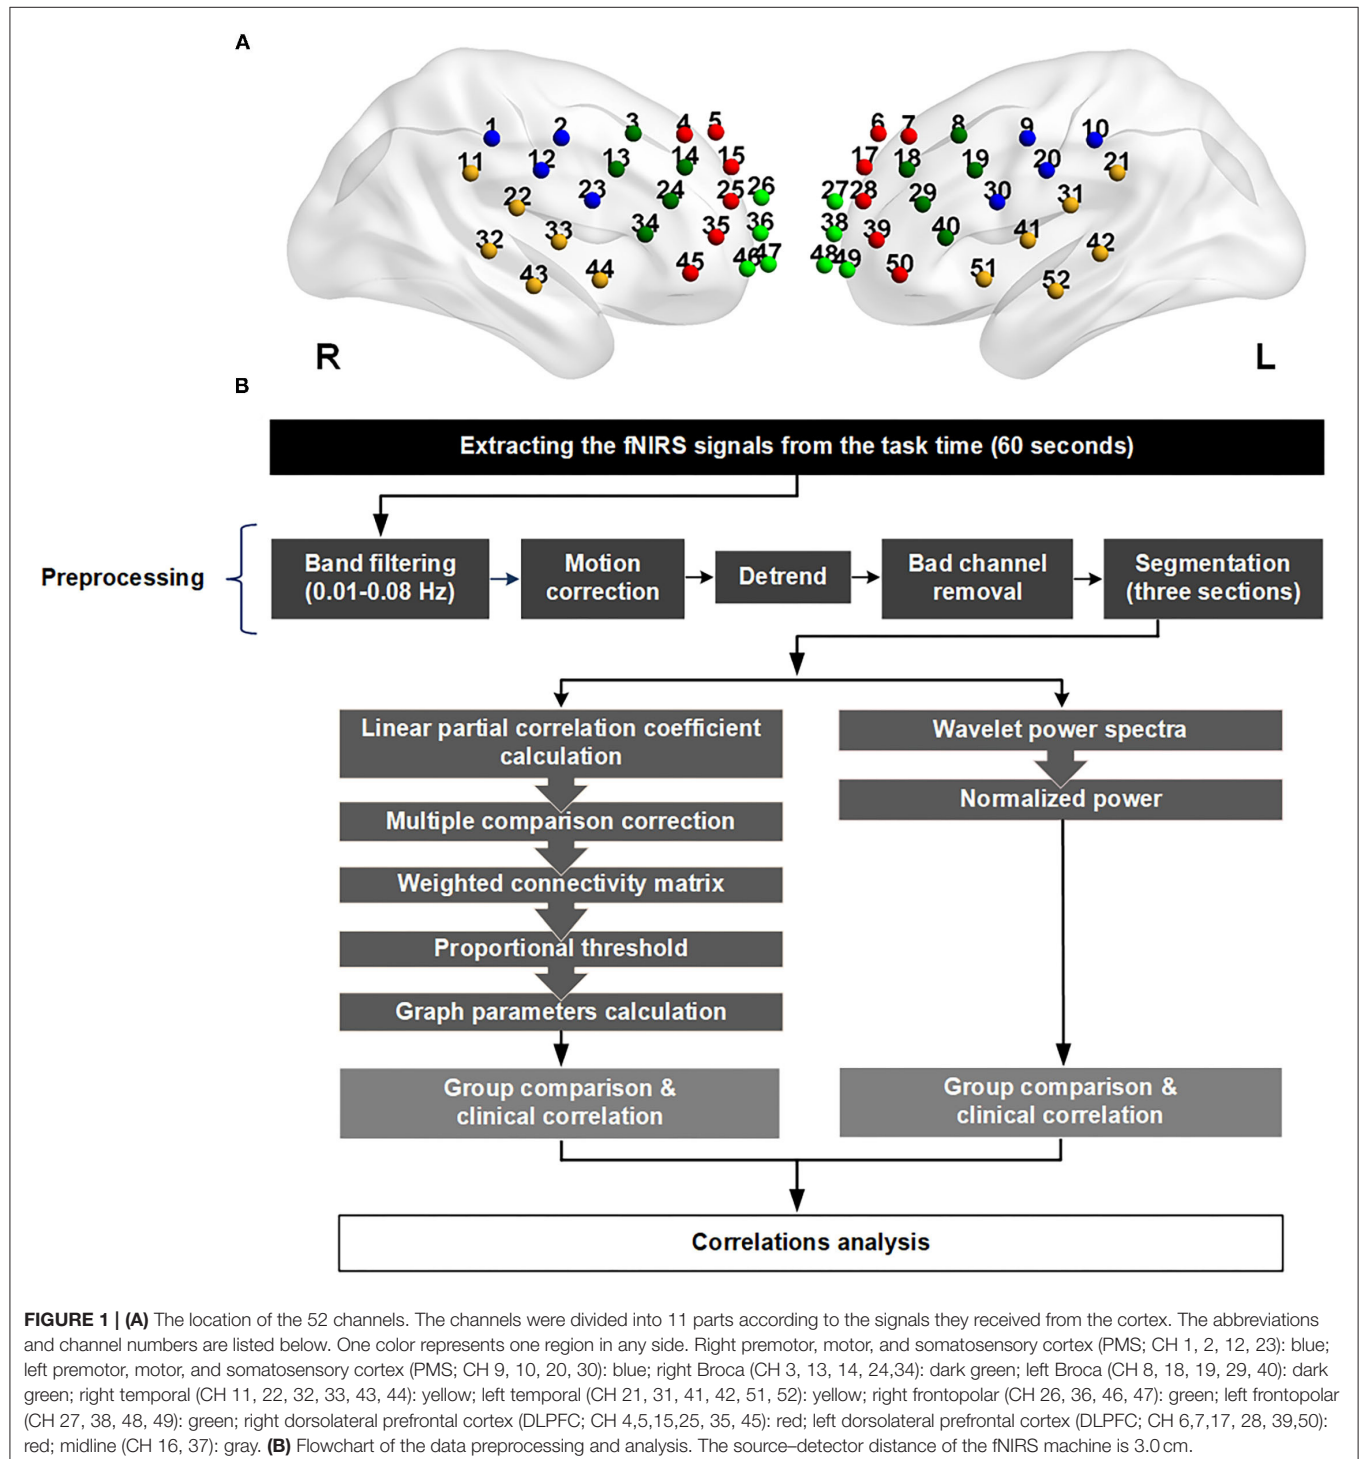 A
1 2 3 4 5 6 7 8 9 10
11 12 13 14 15 17 18 19 20 21
22 23 24 25 26 27 28 29 30 31
32 33 34 35 36 38 39 40 41 42
43 44 45 46 47 48 49 50 51 52
R L
B
Extracting the fNIRS signals from the task time (60 seconds)
Preprocessing
Band filtering
(0.01-0.08 Hz)
Motion
correction
Detrend
Bad channel
removal
Segmentation
(three sections)
Linear partial correlation coefficient
calculation
Multiple comparison correction
Weighted connectivity matrix
Proportional threshold
Graph parameters calculation
Group comparison &
clinical correlation
Wavelet power spectra
Normalized power
Group comparison &
clinical correlation
Correlations analysis
FIGURE 1 | (A) The location of the 52 channels. The channels were divided into 11 parts according to the signals they received from the cortex. The abbreviations
and channel numbers are listed below. One color represents one region in any side. Right premotor, motor, and somatosensory cortex (PMS; CH 1, 2, 12, 23): blue;
left premotor, motor, and somatosensory cortex (PMS; CH 9, 10, 20, 30): blue; right Broca (CH 3, 13, 14, 24,34): dark green; left Broca (CH 8, 18, 19, 29, 40): dark
green; right temporal (CH 11, 22, 32, 33, 43, 44): yellow; left temporal (CH 21, 31, 41, 42, 51, 52): yellow; right frontopolar (CH 26, 36, 46, 47): green; left frontopolar
(CH 27, 38, 48, 49): green; right dorsolateral prefrontal cortex (DLPFC; CH 4,5,15,25, 35, 45): red; left dorsolateral prefrontal cortex (DLPFC; CH 6,7,17, 28, 39,50):
red; midline (CH 16, 37): gray. (B) Flowchart of the data preprocessing and analysis. The source–detector distance of the fNIRS machine is 3.0 cm.